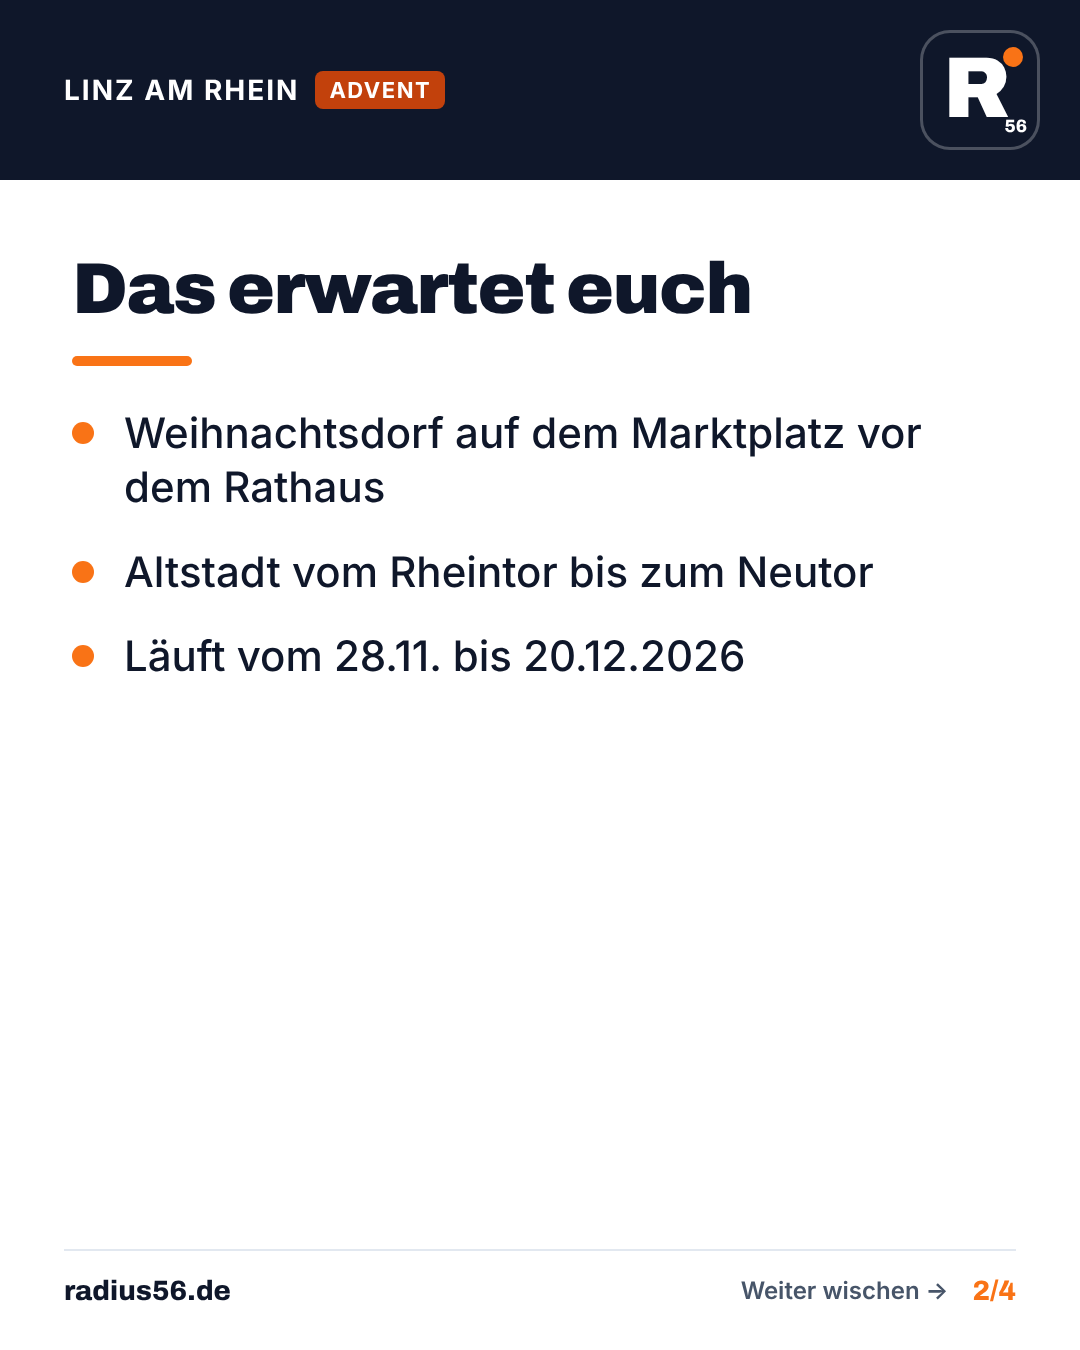 LINZ AM RHEIN ADVENT
R
56
Das erwartet euch
Weihnachtsdorf auf dem Marktplatz vor
dem Rathaus
Altstadt vom Rheintor bis zum Neutor
Läuft vom 28.11. bis 20.12.2026
radius56.de
Weiter wischen → 2/4